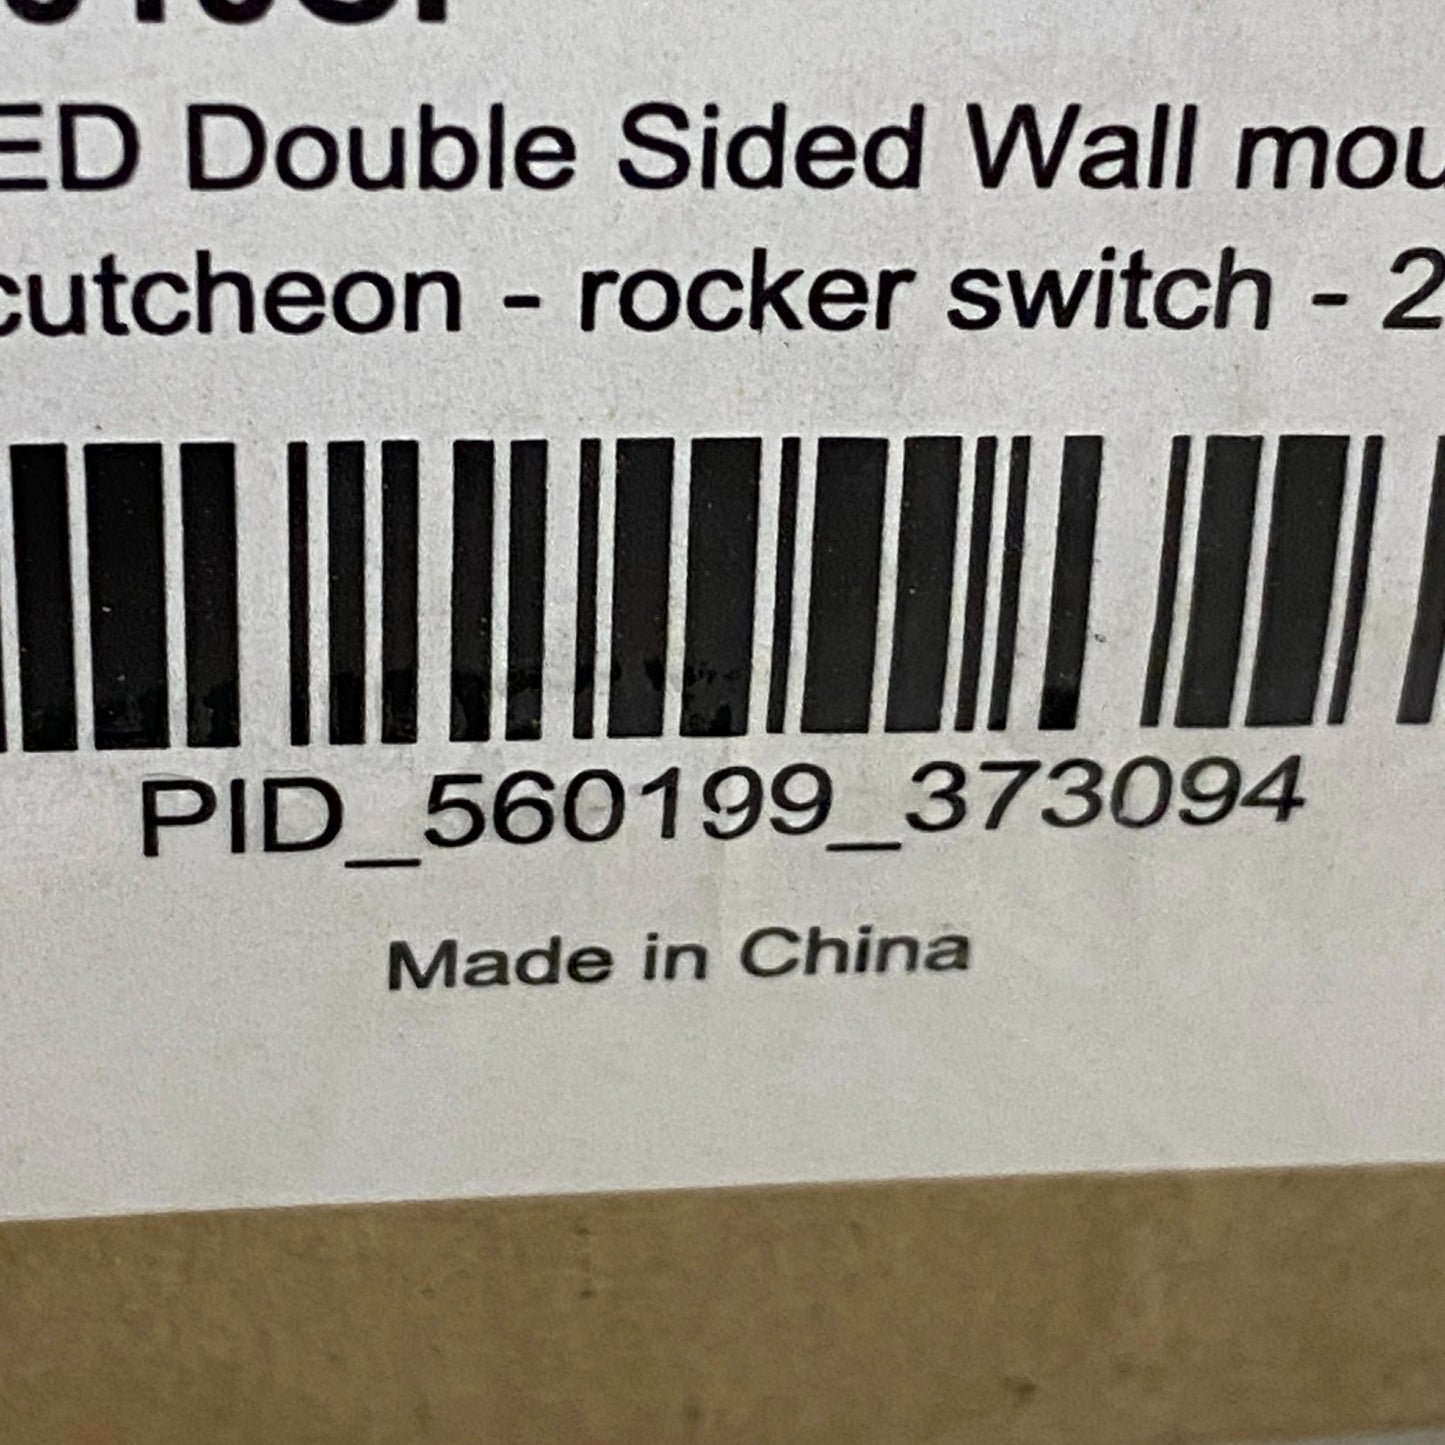 ED Double Sided Wall mou
cutcheon - rocker switch - 2
PID_560199_373094
Made in China